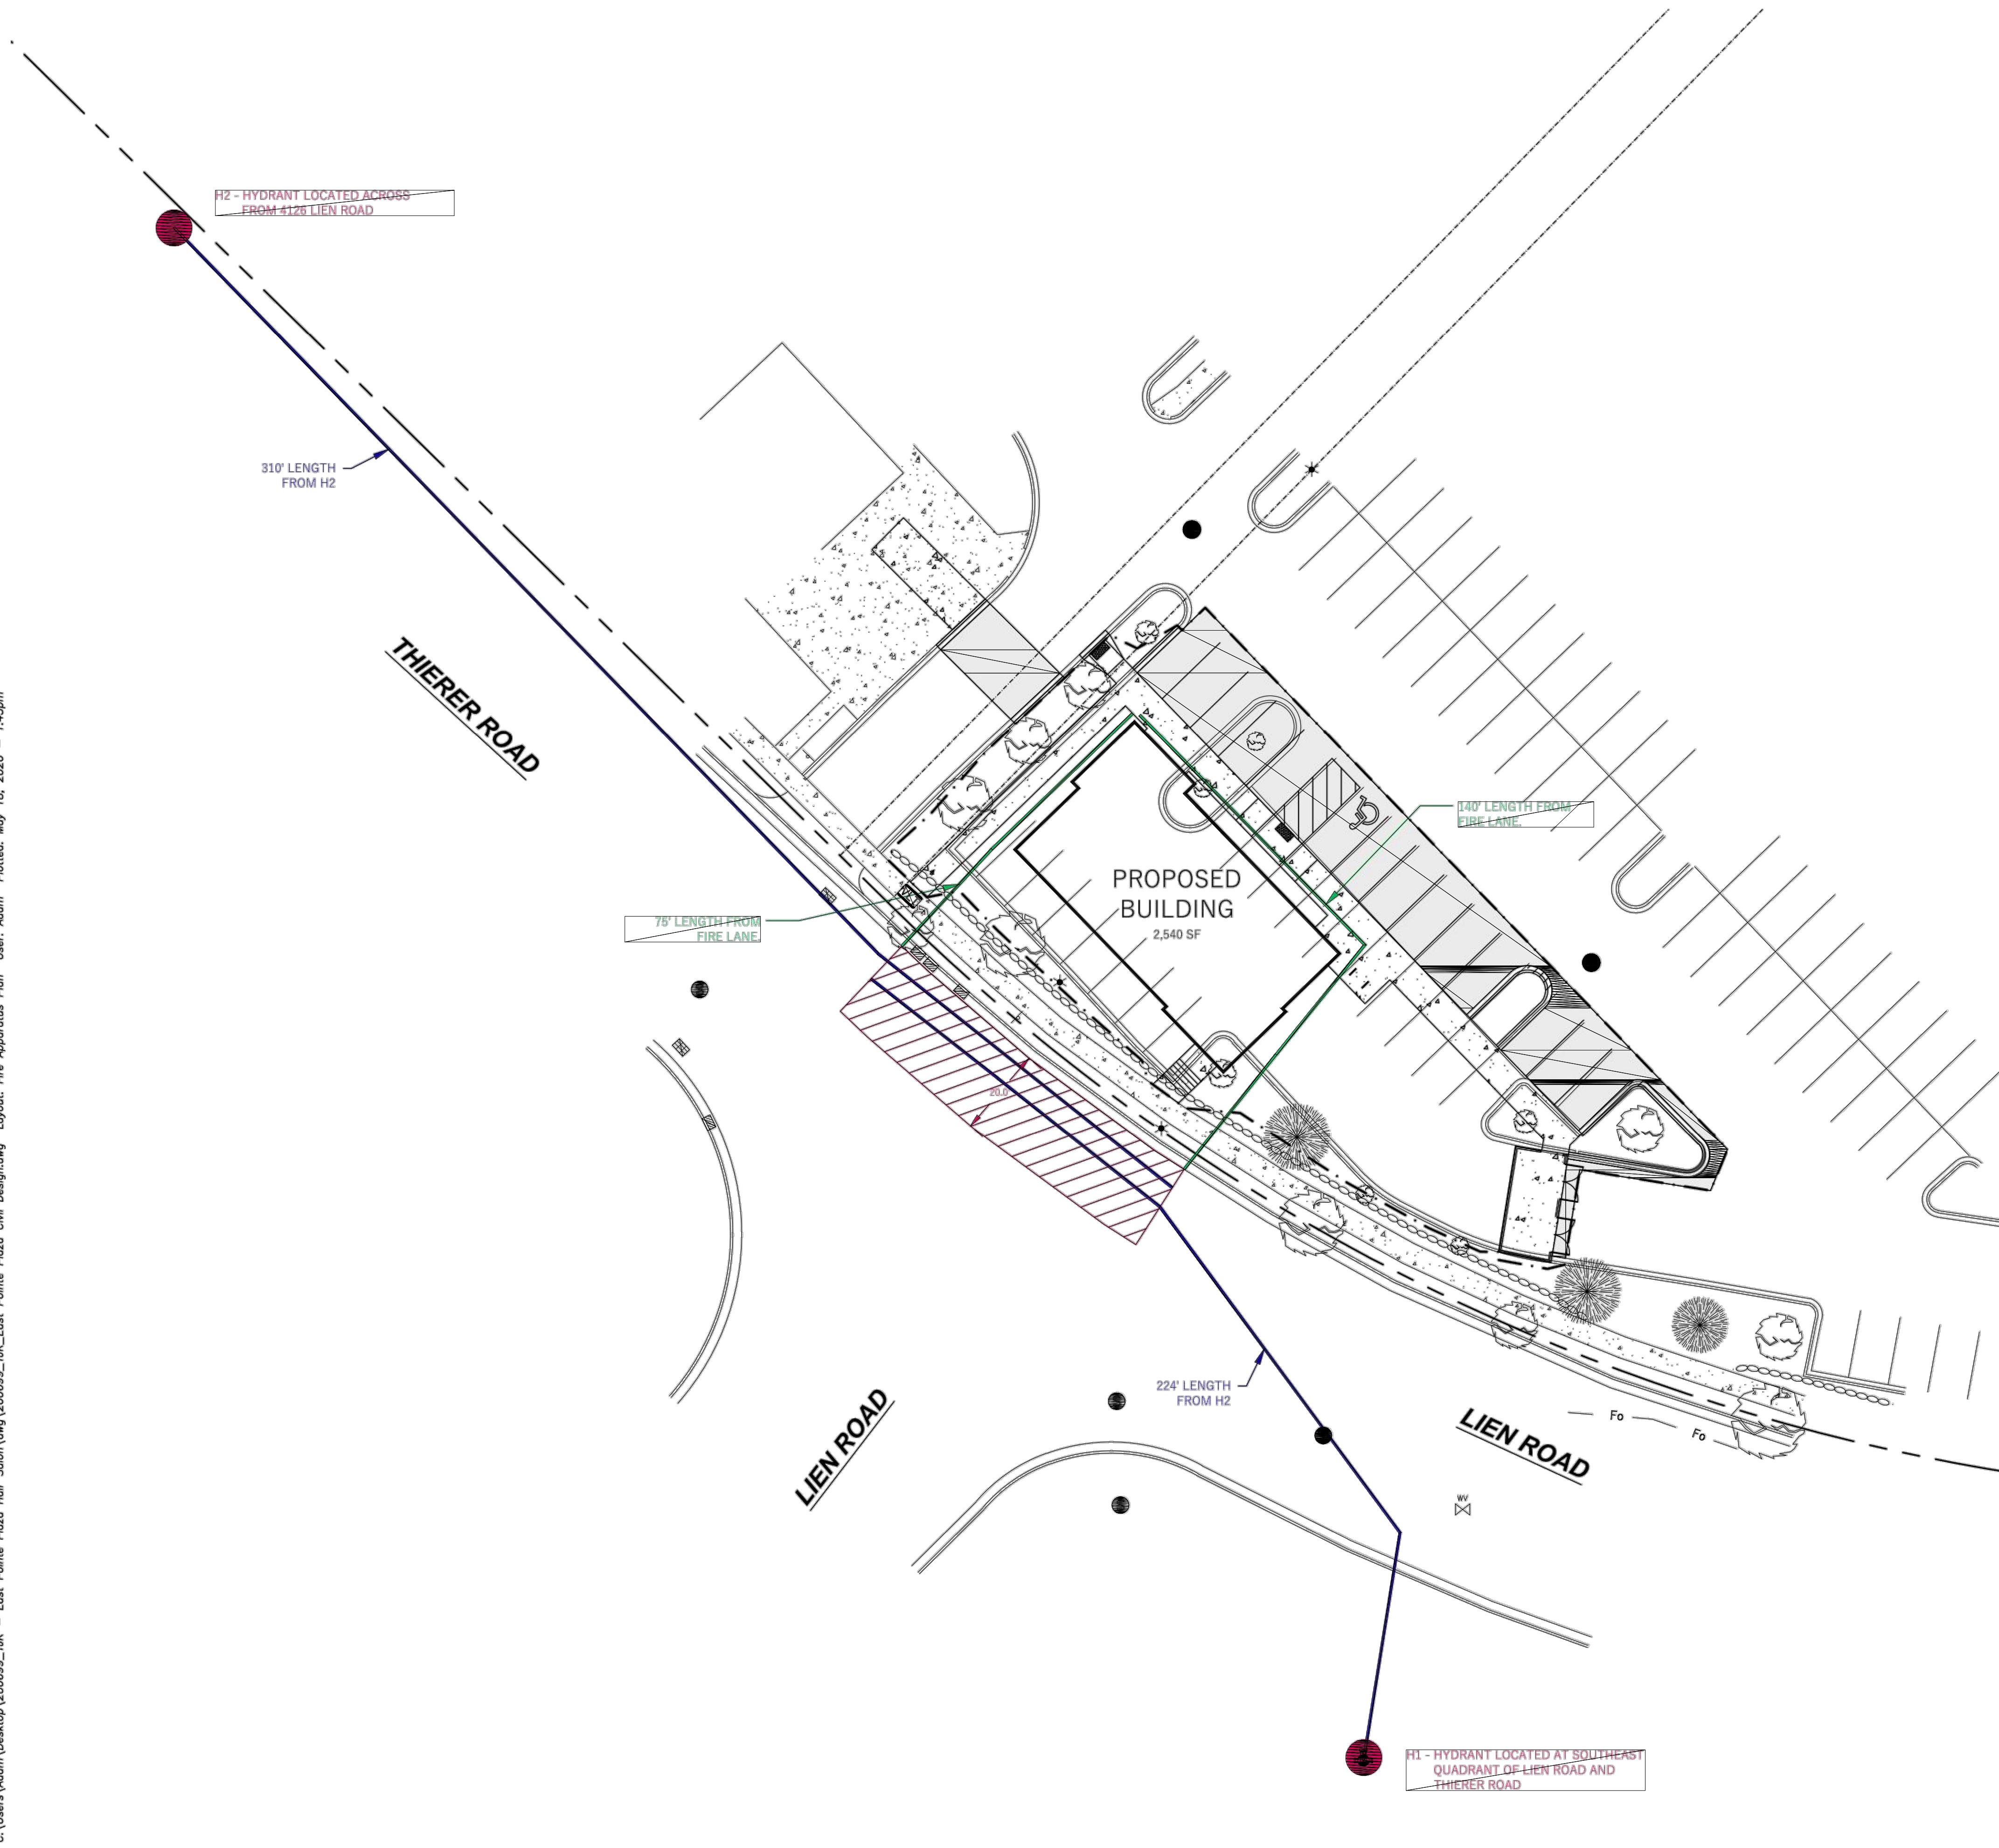 H2 - HYDRANT LOCATED ACROSS
FROM 4126 LIEN ROAD
310' LENGTH
FROM H2
THIERER ROAD
140' LENGTH FROM
FIRE LANE.
PROPOSED
BUILDING
2,540 SF
75' LENGTH FROM
FIRE LANE.
20.0'
224' LENGTH
FROM H2
LIEN ROAD
LIEN ROAD
Fo
Fo
WV
H1 - HYDRANT LOCATED AT SOUTHEAST
QUADRANT OF LIEN ROAD AND
THIERER ROAD